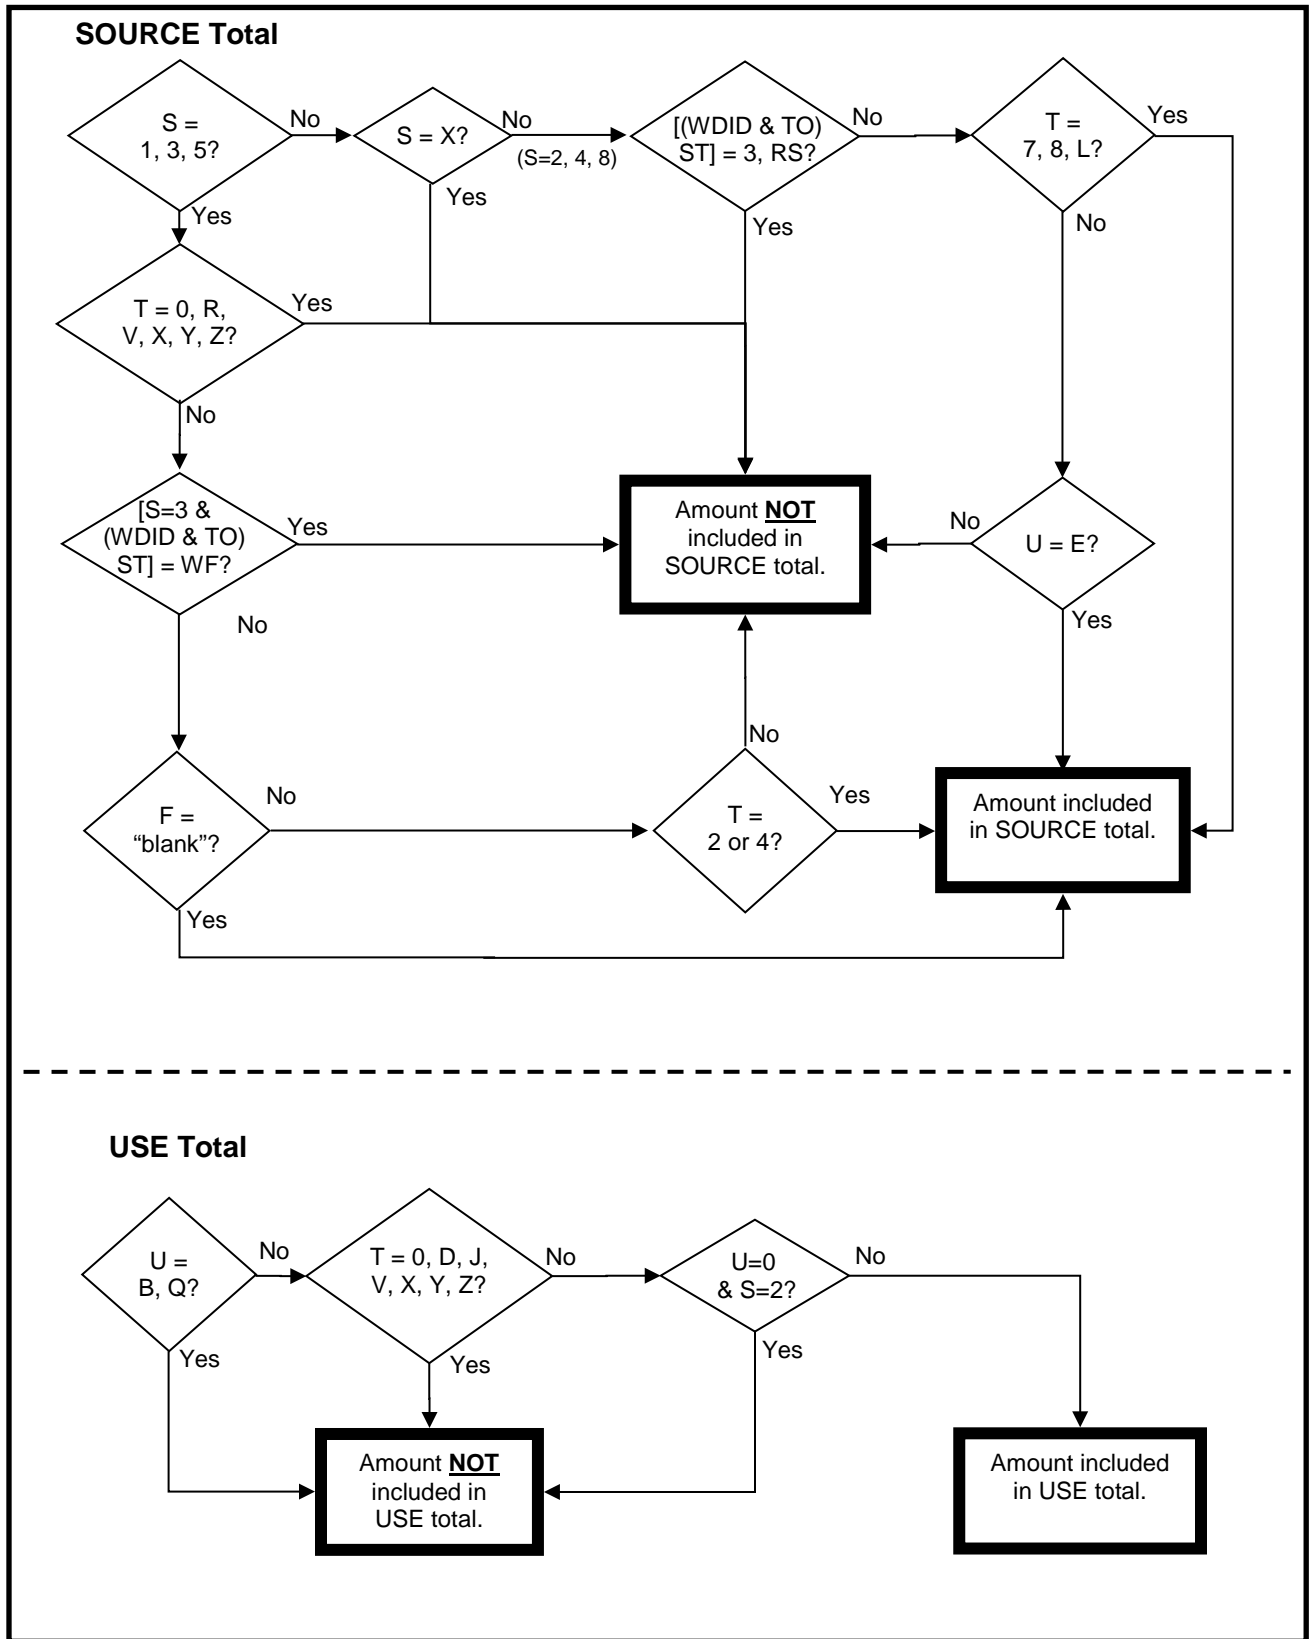 SOURCE Total
S =
1, 3, 5?
No
S = X?
No
(S=2, 4, 8)
[(WDID & TO)
ST] = 3, RS?
No
T =
7, 8, L?
Yes
Yes
Yes
Yes
No
T = 0, R,
V, X, Y, Z?
Yes
No
[S=3 &
(WDID & TO)
ST] = WF?
Yes
No
Amount NOT
included in
SOURCE total.
No
U = E?
Yes
F =
“blank”?
No
Yes
No
T =
2 or 4?
Yes
Amount included
in SOURCE total.
USE Total
U =
B, Q?
No
Yes
T = 0, D, J,
V, X, Y, Z?
No
Yes
U=0
& S=2?
No
Yes
Amount NOT
included in
USE total.
Amount included
in USE total.